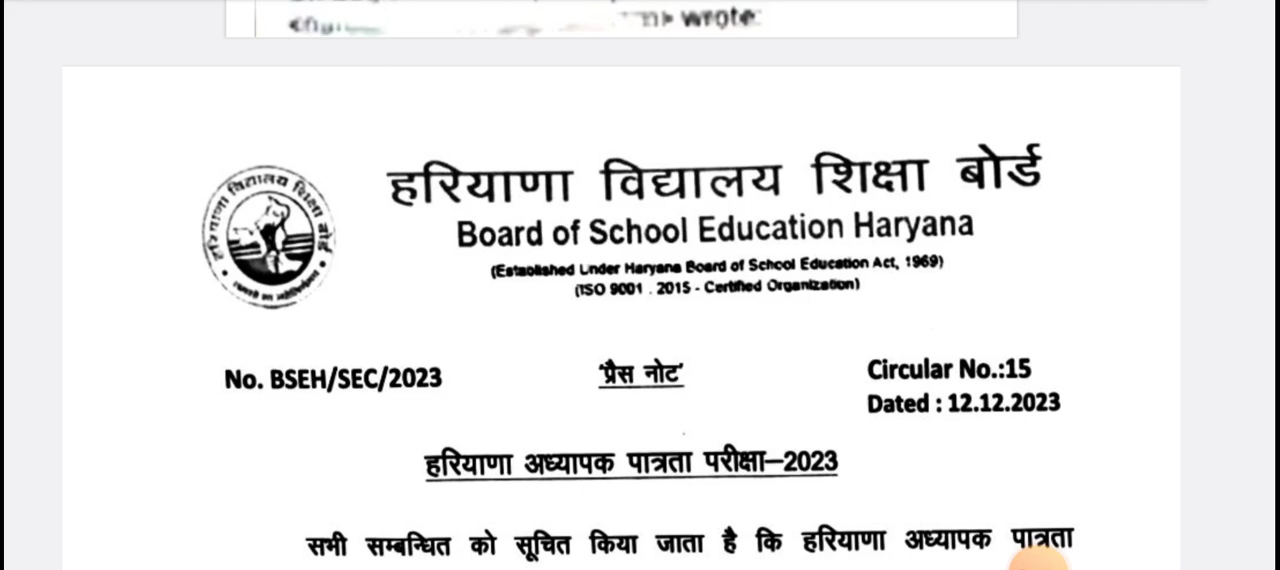 wrote:
हरियाणा विद्यालय शिक्षा बोर्ड
हरियाणा विद्यालय शिक्षा बोर्ड
Board of School Education Haryana
(Established Under Haryana Board of School Education Act, 1969)
(ISO 9001 : 2015 - Certified Organization)
No. BSEH/SEC/2023
'प्रैस नोट'
Circular No.:15
Dated : 12.12.2023
हरियाणा अध्यापक पात्रता परीक्षा–2023
सभी सम्बन्धित को सूचित किया जाता है कि हरियाणा अध्यापक पात्रता